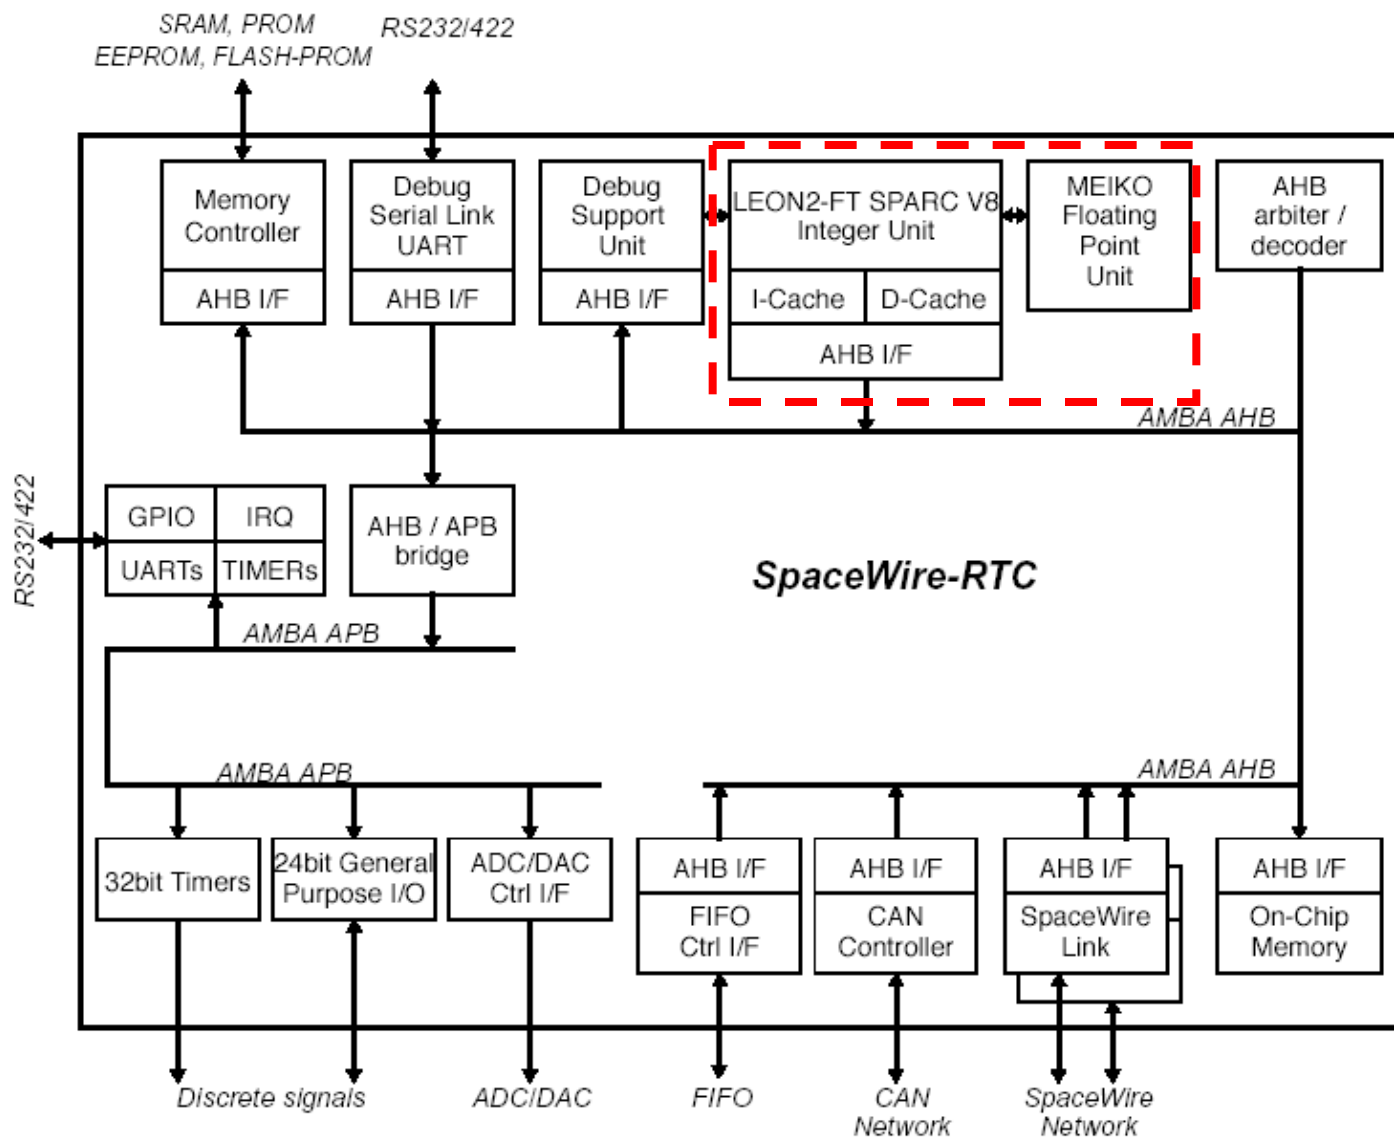 SRAM, PROM
EEPROM, FLASH-PROM
RS232/422
Memory
Controller
AHB I/F
Debug
Serial Link
UART
AHB I/F
Debug
Support
Unit
AHB I/F
LEON2-FT SPARC V8
Integer Unit
I-Cache
D-Cache
AHB I/F
MEIKO
Floating
Point
Unit
AHB
arbiter /
decoder
AMBA AHB
RS232/422
GPIO
IRQ
UARTs
TIMERs
AHB / APB
bridge
SpaceWire-RTC
AMBA APB
AMBA APB
AMBA AHB
32bit Timers
24bit General
Purpose I/O
ADC/DAC
Ctrl I/F
AHB I/F
FIFO
Ctrl I/F
AHB I/F
CAN
Controller
AHB I/F
SpaceWire
Link
AHB I/F
On-Chip
Memory
Discrete signals
ADC/DAC
FIFO
CAN
Network
SpaceWire
Network